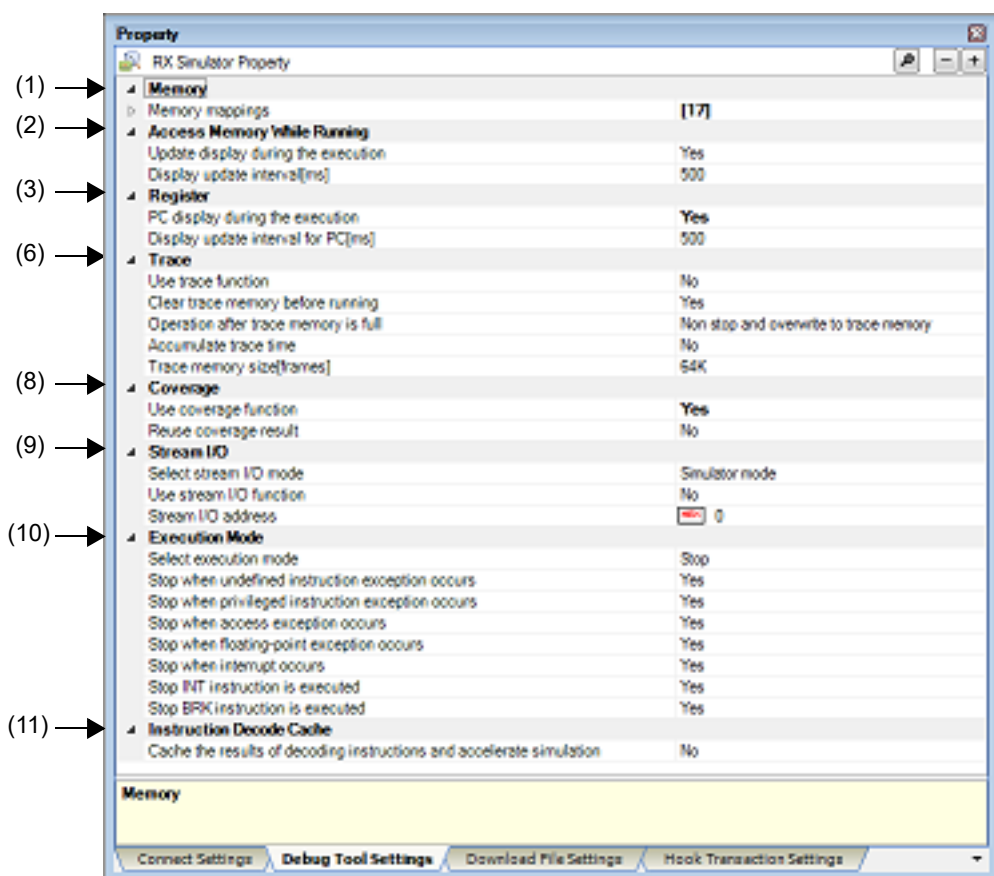 Property
RX Simulator Property
(1) Memory
Memory mappings [17]
(2) Access Memory While Running
Update display during the execution Yes
Display update interval[ms] 500
(3) Register
PC display during the execution Yes
Display update interval for PC[ms] 500
(6) Trace
Use trace function No
Clear trace memory before running Yes
Operation after trace memory is full Non stop and overwrite to trace memory
Accumulate trace time No
Trace memory size[frames] 64K
(8) Coverage
Use coverage function Yes
Reuse coverage result No
(9) Stream I/O
Select stream I/O mode Simulator mode
Use stream I/O function No
Stream I/O address 0
(10) Execution Mode
Select execution mode Stop
Stop when undefined instruction exception occurs Yes
Stop when privileged instruction exception occurs Yes
Stop when access exception occurs Yes
Stop when floating-point exception occurs Yes
Stop when interrupt occurs Yes
Stop INT instruction is executed Yes
Stop BRK instruction is executed Yes
(11) Instruction Decode Cache
Cache the results of decoding instructions and accelerate simulation No
Memory
Connect Settings Debug Tool Settings Download File Settings Hook Transaction Settings